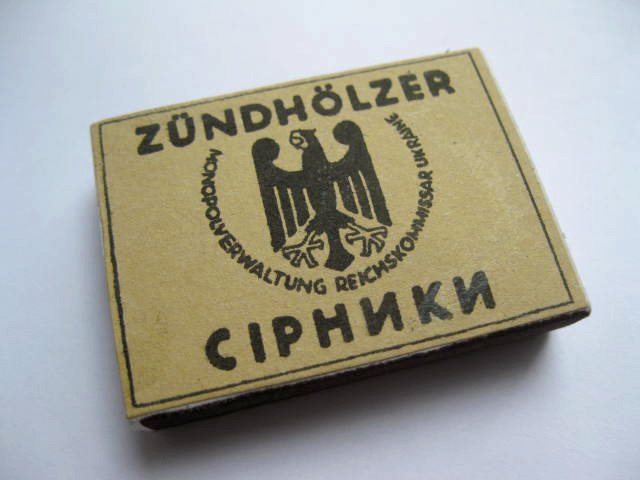 ZÜNDHÖLZER
MONOPOLVERWALTUNG REICHSKOMMISSAR UKRAINE
СІРНИКИ